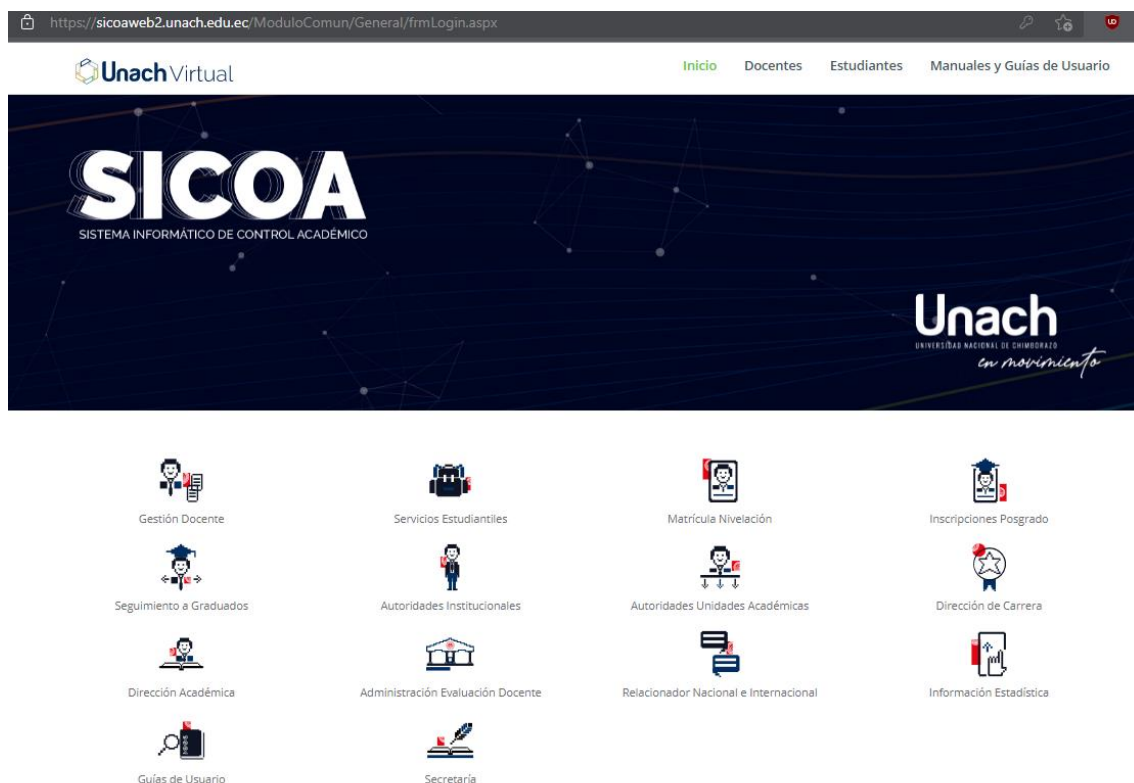 https://sicoaweb2.unach.edu.ec/ModuloComun/General/frmLogin.aspx
Unach Virtual
Inicio Docentes Estudiantes Manuales y Guías de Usuario
SICOA
SISTEMA INFORMÁTICO DE CONTROL ACADÉMICO
Unach
UNIVERSIDAD NACIONAL DE CHIMBORAZO
en movimiento
Gestión Docente Servicios Estudiantiles Matrícula Nivelación Inscripciones Posgrado
Seguimiento a Graduados Autoridades Institucionales Autoridades Unidades Académicas Dirección de Carrera
Dirección Académica Administración Evaluación Docente Relacionador Nacional e Internacional Información Estadística
Guías de Usuario Secretaría